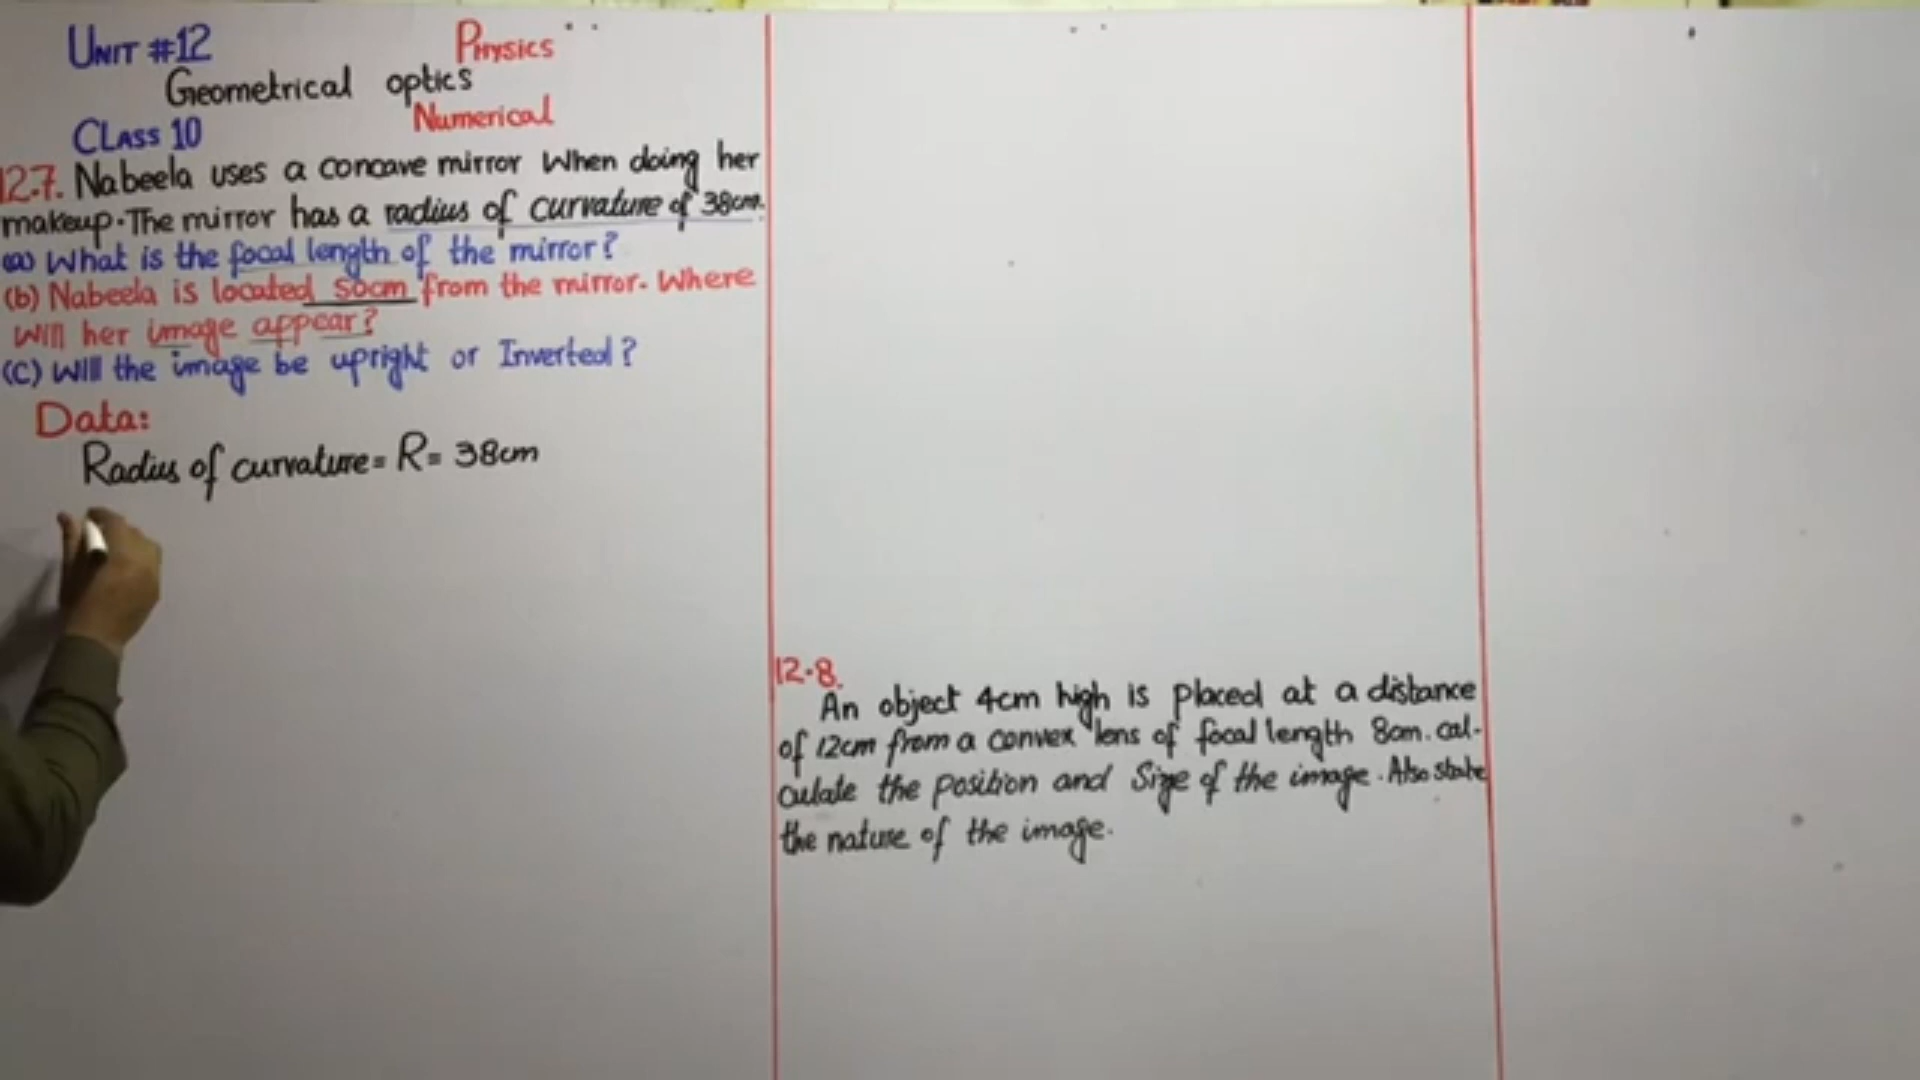 UNIT #12
Physics
Geometrical optics
Numerical
CLASS 10
12.7. Nabeela uses a concave mirror When doing her
makeup. The mirror has a radius of curvature of 38cm.
(a) What is the focal length of the mirror?
(b) Nabeela is located 50cm from the mirror. Where
Will her image appear?
(C) Will the image be upright or Inverted?
Data:
Radius of curvature = R = 38cm
12.8.
An object 4cm high is placed at a distance
of 12cm from a convex lens of focal length 8cm. cal-
culate the position and Size of the image. Also state
the nature of the image.